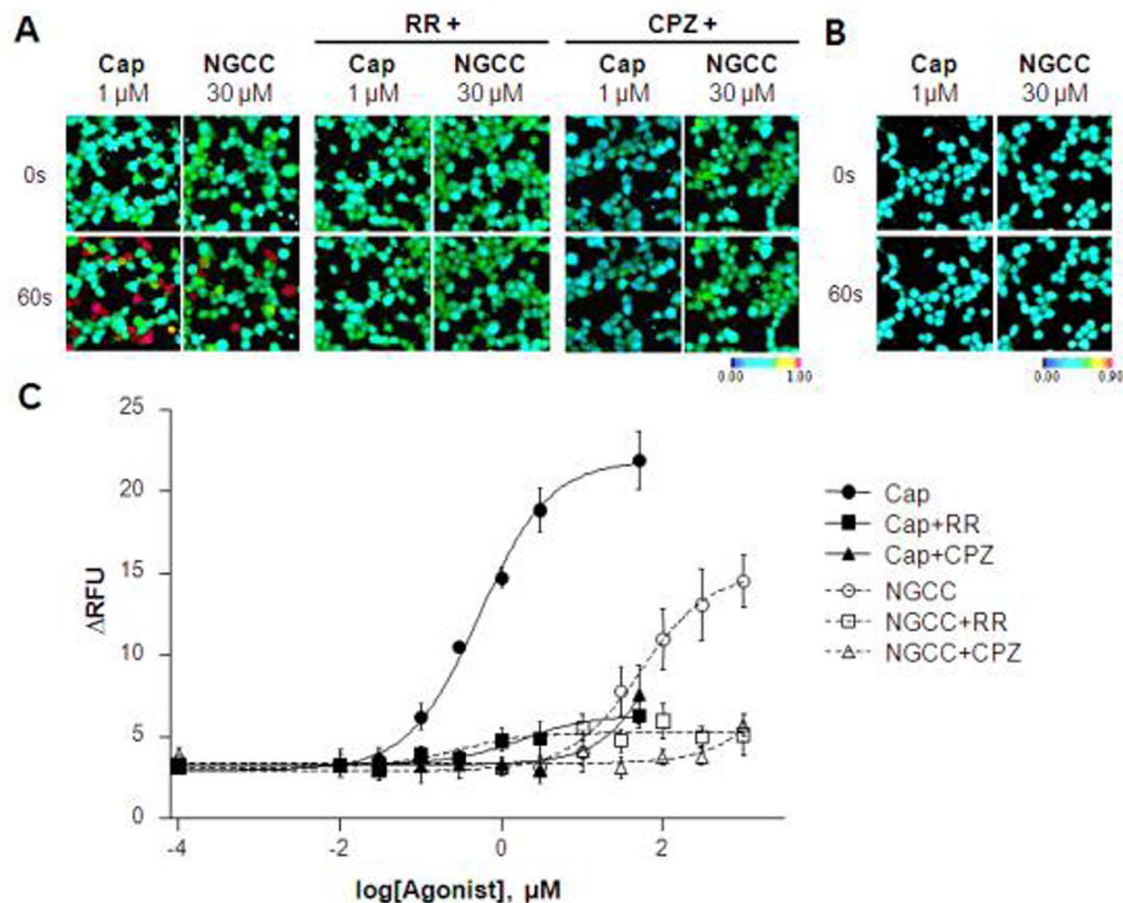 A RR + CPZ + B
Cap NGCC Cap NGCC Cap NGCC Cap NGCC
1 µM 30 µM 1 µM 30 µM 1 µM 30 µM 1µM 30 µM
0s 0s
60s 60s
0.00 1.00 0.00 0.90
C
25
20
15
10
5
0
ΔRFU
-4 -2 0 2
log[Agonist], µM
Cap
Cap+RR
Cap+CPZ
NGCC
NGCC+RR
NGCC+CPZ